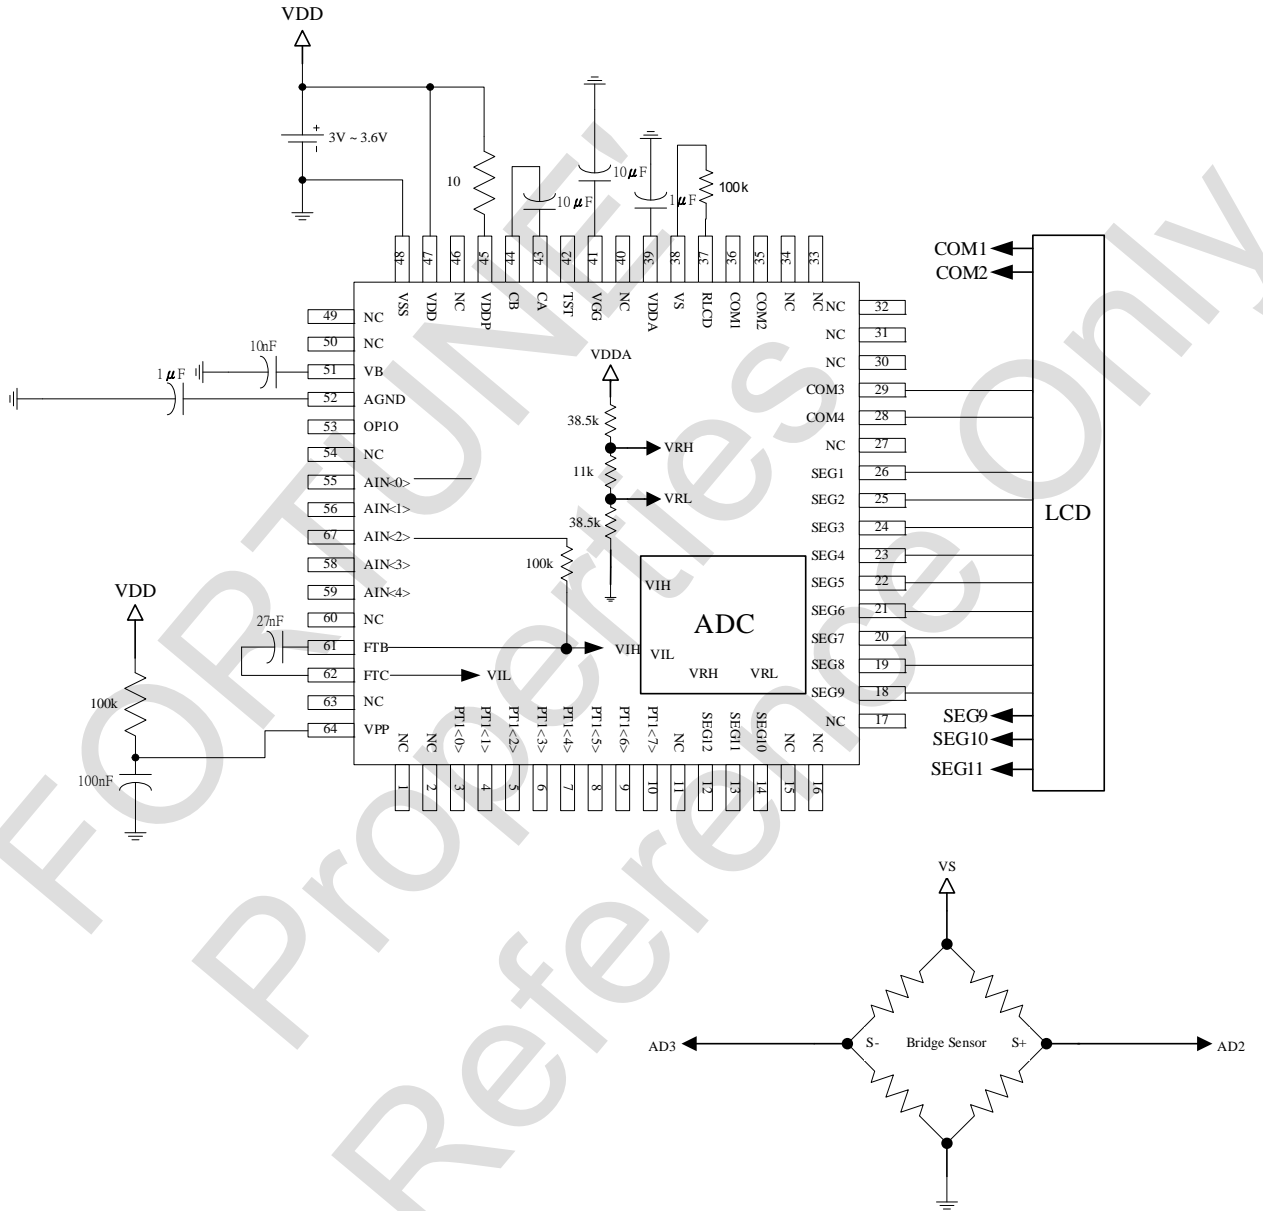 VDD
3V ~ 3.6V
+
-
10
10μF
10μF
1μF
100k
48
47
46
45
44
43
42
41
40
39
38
37
36
35
34
33
VSS
VDD
NC
VDDP
CB
CA
TST
VGG
NC
VDDA
VS
RLCD
COM1
COM2
NC
NC
49 NC
50 NC
51 VB
52 AGND
53 OP1O
54 NC
55 AIN<0>
56 AIN<1>
67 AIN<2>
58 AIN<3>
59 AIN<4>
60 NC
61 FTB
62 FTC
63 NC
64 VPP
10nF
1μF
27nF
VDD
100k
100nF
VDDA
38.5k
VRH
11k
VRL
38.5k
100k
VIH
VIL
VIH
ADC
VIL
VRH
VRL
NC 32
NC 31
NC 30
COM3 29
COM4 28
NC 27
SEG1 26
SEG2 25
SEG3 24
SEG4 23
SEG5 22
SEG6 21
SEG7 20
SEG8 19
SEG9 18
NC 17
NC
NC
PT1<0>
PT1<1>
PT1<2>
PT1<3>
PT1<4>
PT1<5>
PT1<6>
PT1<7>
NC
SEG12
SEG11
SEG10
NC
NC
1
2
3
4
5
6
7
8
9
10
11
12
13
14
15
16
COM1
COM2
LCD
SEG9
SEG10
SEG11
VS
AD3
S-
Bridge Sensor
S+
AD2
FORTUNE'
Properties
Reference Only